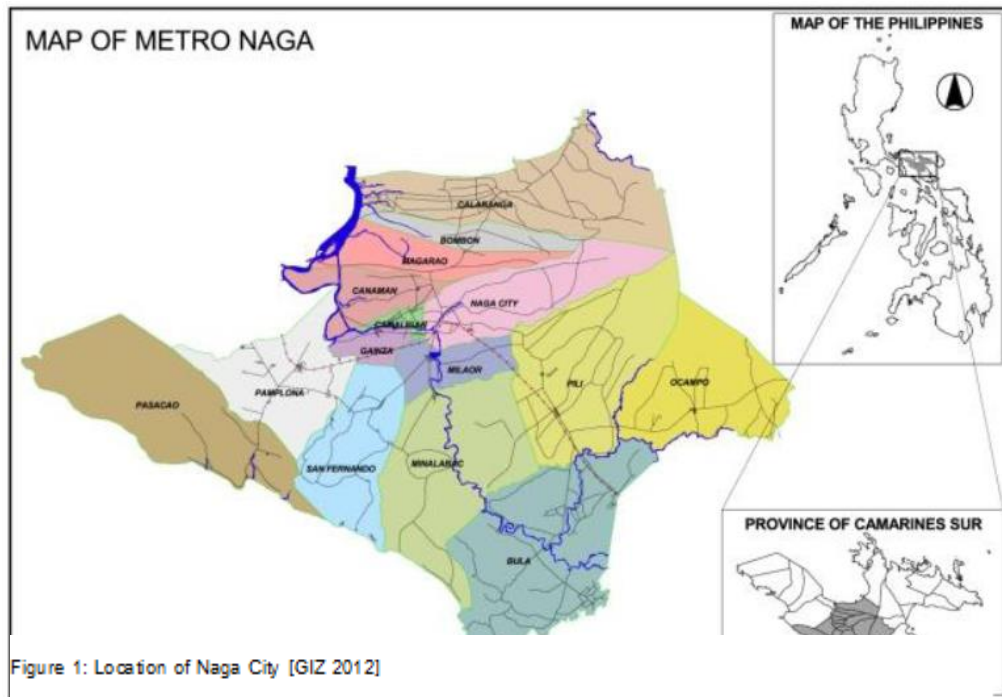 MAP OF METRO NAGA
MAP OF THE PHILIPPINES
CALABANGA
BOMBON
MAGARAO
CANAMAN
NAGA CITY
CAMALIGAN
GAINZA
MILAOR
PILI
OCAMPO
PAMPLONA
PASACAO
SAN FERNANDO
MINALABAC
BULA
PROVINCE OF CAMARINES SUR
Figure 1: Location of Naga City [GIZ 2012]